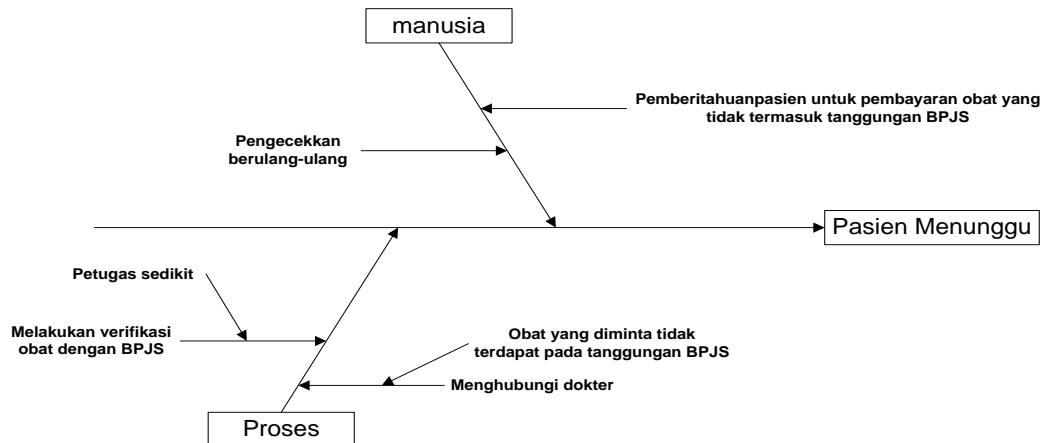 manusia
Pemberitahuanpasien untuk pembayaran obat yang
tidak termasuk tanggungan BPJS
Pengecekkan
berulang-ulang
Pasien Menunggu
Petugas sedikit
Melakukan verifikasi
obat dengan BPJS
Obat yang diminta tidak
terdapat pada tanggungan BPJS
Menghubungi dokter
Proses